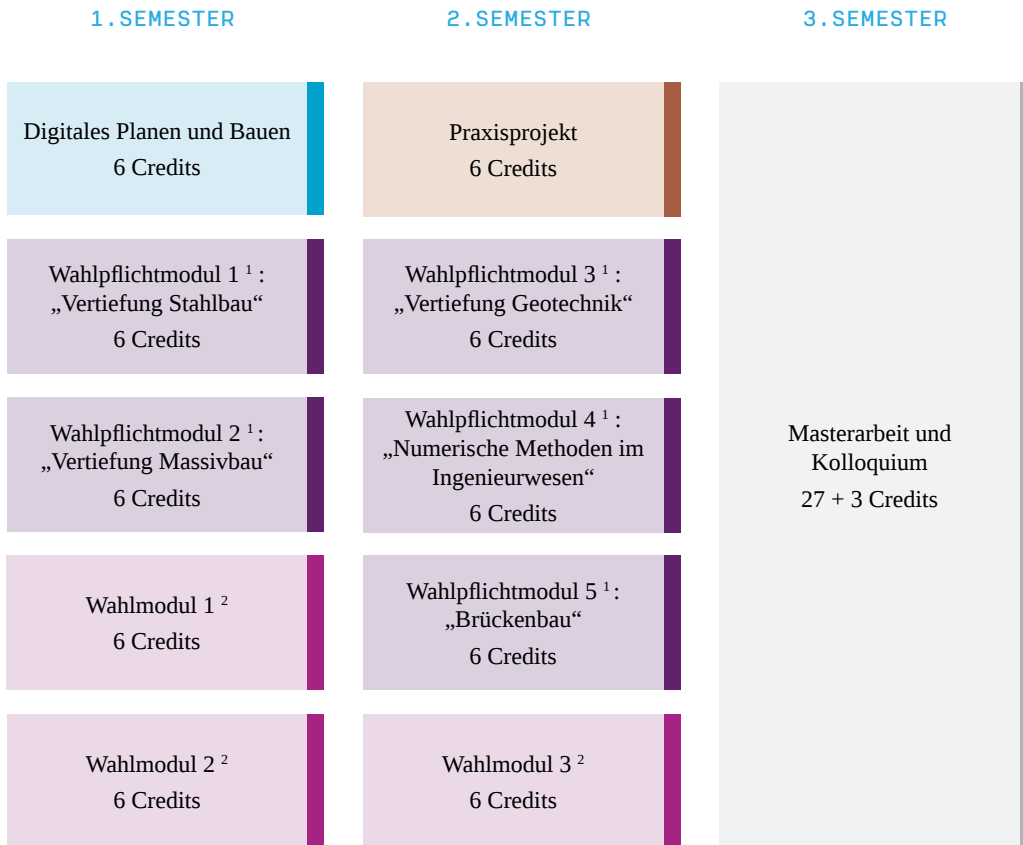 1.SEMESTER
2.SEMESTER
3.SEMESTER
Digitales Planen und Bauen
6 Credits
Wahlpflichtmodul 1 ¹ :
„Vertiefung Stahlbau“
6 Credits
Wahlpflichtmodul 2 ¹ :
„Vertiefung Massivbau“
6 Credits
Wahlmodul 1 ²
6 Credits
Wahlmodul 2 ²
6 Credits
Praxisprojekt
6 Credits
Wahlpflichtmodul 3 ¹ :
„Vertiefung Geotechnik“
6 Credits
Wahlpflichtmodul 4 ¹ :
„Numerische Methoden im
Ingenieurwesen“
6 Credits
Wahlpflichtmodul 5 ¹ :
„Brückenbau“
6 Credits
Wahlmodul 3 ²
6 Credits
Masterarbeit und
Kolloquium
27 + 3 Credits